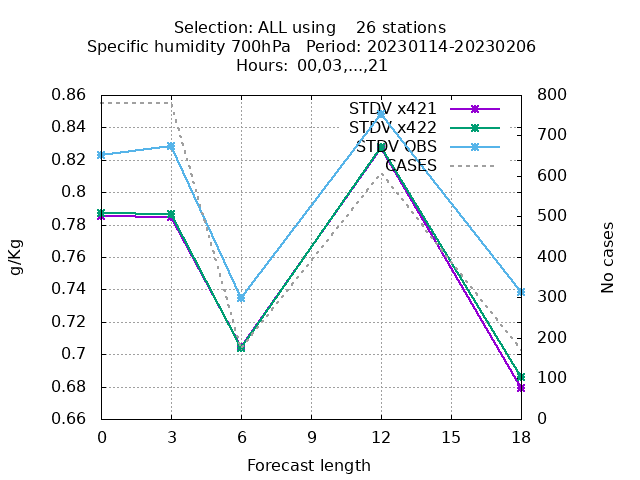 Selection: ALL using    26 stations
Specific humidity 700hPa   Period: 20230114-20230206
Hours: 00,03,...,21
STDV x421
STDV x422
STDV OBS
CASES
0.86
0.84
0.82
0.8
0.78
0.76
0.74
0.72
0.7
0.68
0.66
800
700
600
500
400
300
200
100
0
g/Kg
No cases
0 3 6 9 12 15 18
Forecast length